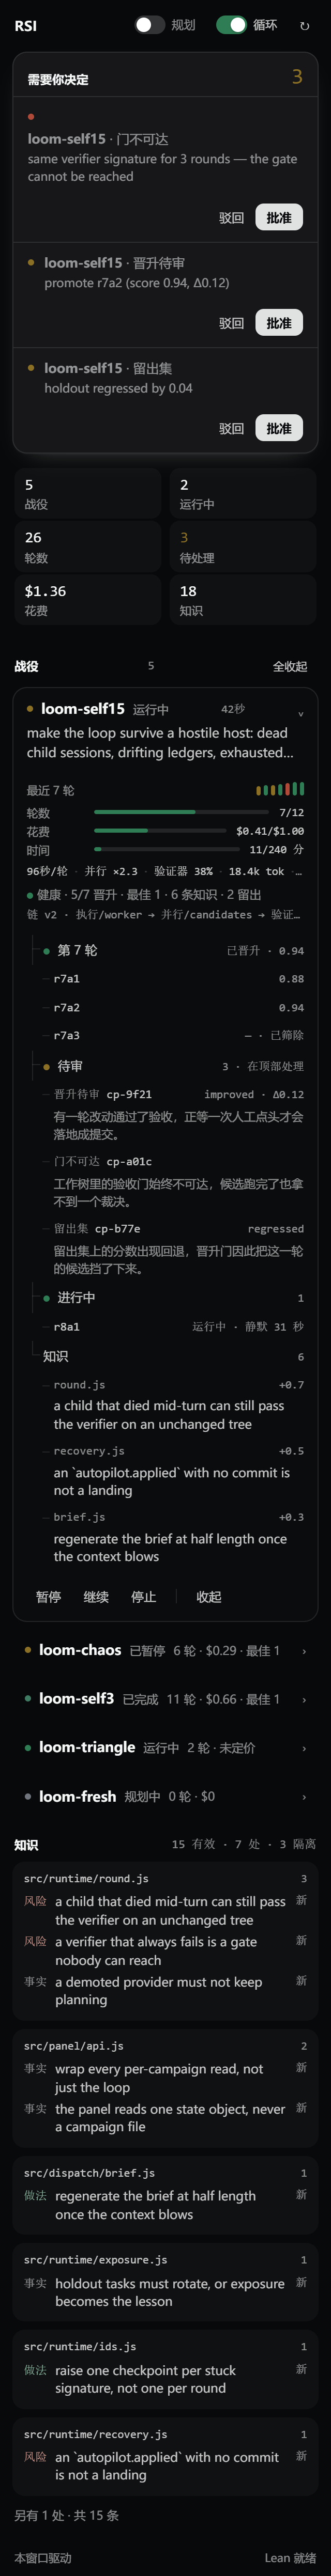 RSI 规划 循环 ↻
需要你决定 3
loom-self15 · 门不可达
same verifier signature for 3 rounds — the gate
cannot be reached
驳回 批准
loom-self15 · 晋升待审
promote r7a2 (score 0.94, Δ0.12)
驳回 批准
loom-self15 · 留出集
holdout regressed by 0.04
驳回 批准
5 2
战役 运行中
26 3
轮数 待处理
$1.36 18
花费 知识
战役 5 全收起
loom-self15 运行中 42秒
make the loop survive a hostile host: dead
child sessions, drifting ledgers, exhausted...
最近 7 轮
轮数 7/12
花费 $0.41/$1.00
时间 11/240 分
96秒/轮 · 并行 ×2.3 · 验证器 38% · 18.4k tok ·…
健康 · 5/7 晋升 · 最佳 1 · 6 条知识 · 2 留出
链 v2 · 执行/worker → 并行/candidates → 验证…
第 7 轮 已晋升 · 0.94
r7a1 0.88
r7a2 0.94
r7a3 — · 已筛除
待审 3 · 在顶部处理
晋升待审 cp-9f21 improved · Δ0.12
有一轮改动通过了验收，正等一次人工点头才会
落地成提交。
门不可达 cp-a01c
工作树里的验收门始终不可达，候选跑完了也拿
不到一个裁决。
留出集 cp-b77e regressed
留出集上的分数出现回退，晋升门因此把这一轮
的候选挡了下来。
进行中 1
r8a1 运行中 · 静默 31 秒
知识 6
round.js +0.7
a child that died mid-turn can still pass
the verifier on an unchanged tree
recovery.js +0.5
an `autopilot.applied` with no commit is
not a landing
brief.js +0.3
regenerate the brief at half length once
the context blows
暂停 继续 停止 收起
loom-chaos 已暂停 6 轮 · $0.29 · 最佳 1 ›
loom-self3 已完成 11 轮 · $0.66 · 最佳 1 ›
loom-triangle 运行中 2 轮 · 未定价 ›
loom-fresh 规划中 0 轮 · $0 ›
知识 15 有效 · 7 处 · 3 隔离
src/runtime/round.js 3
风险 a child that died mid-turn can still pass 新
the verifier on an unchanged tree
风险 a verifier that always fails is a gate 新
nobody can reach
事实 a demoted provider must not keep 新
planning
src/panel/api.js 2
事实 wrap every per-campaign read, not 新
just the loop
事实 the panel reads one state object, never 新
a campaign file
src/dispatch/brief.js 1
做法 regenerate the brief at half length 新
once the context blows
src/runtime/exposure.js 1
事实 holdout tasks must rotate, or exposure 新
becomes the lesson
src/runtime/ids.js 1
做法 raise one checkpoint per stuck 新
signature, not one per round
src/runtime/recovery.js 1
风险 an `autopilot.applied` with no commit 新
is not a landing
另有 1 处 · 共 15 条
本窗口驱动 Lean 就绪